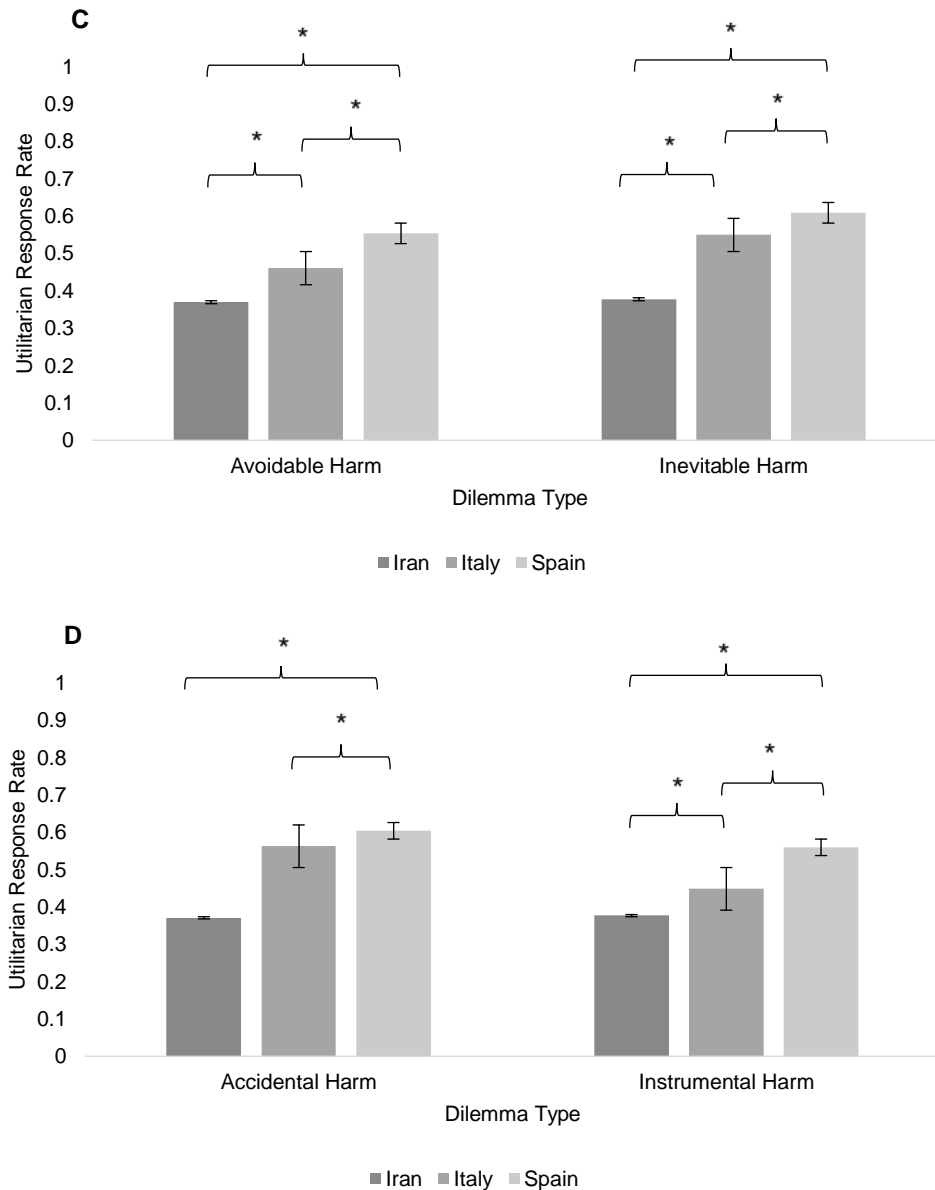 C
*
*
*
*
*
*
Utilitarian Response Rate
1
0.9
0.8
0.7
0.6
0.5
0.4
0.3
0.2
0.1
0
Avoidable Harm
Inevitable Harm
Dilemma Type
Iran Italy Spain
D
*
*
*
*
*
Utilitarian Response Rate
1
0.9
0.8
0.7
0.6
0.5
0.4
0.3
0.2
0.1
0
Accidental Harm
Instrumental Harm
Dilemma Type
Iran Italy Spain